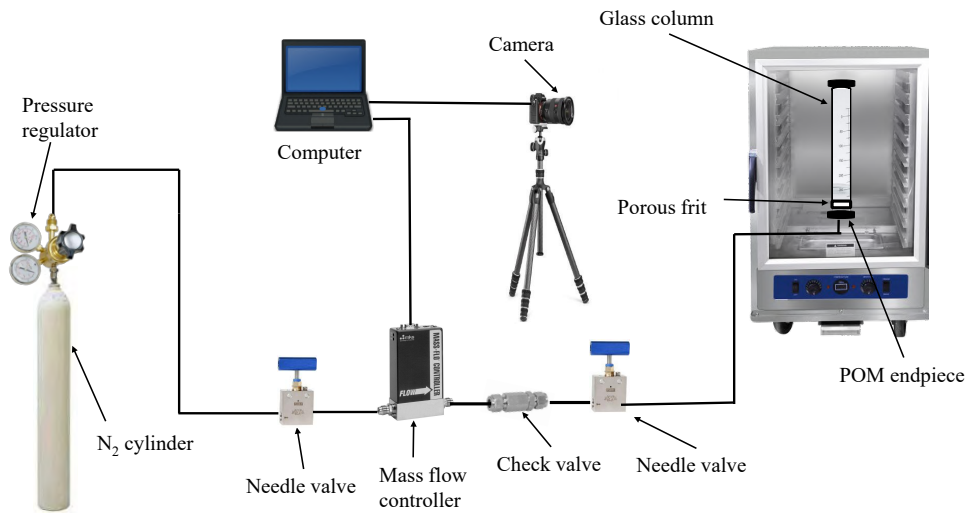 Glass column
Camera
Pressure
regulator
Computer
Porous frit
MASS-FLO CONTROLLER
FLOW
POM endpiece
N₂ cylinder
Needle valve
Mass flow
controller
Check valve
Needle valve